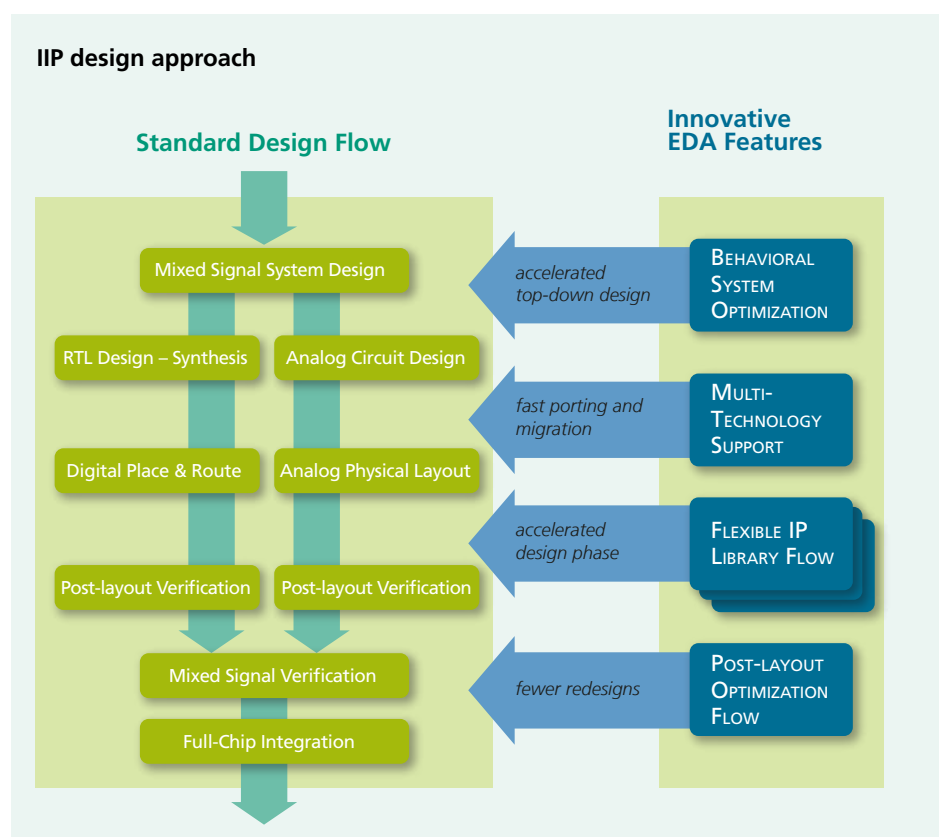 IIP design approach
Standard Design Flow
Innovative
EDA Features
Mixed Signal System Design
accelerated
top-down design
BEHAVIORAL
SYSTEM
OPTIMIZATION
RTL Design – Synthesis
Analog Circuit Design
fast porting and
migration
MULTI-
TECHNOLOGY
SUPPORT
Digital Place & Route
Analog Physical Layout
accelerated
design phase
FLEXIBLE IP
LIBRARY FLOW
Post-layout Verification
Post-layout Verification
Mixed Signal Verification
fewer redesigns
POST-LAYOUT
OPTIMIZATION
FLOW
Full-Chip Integration